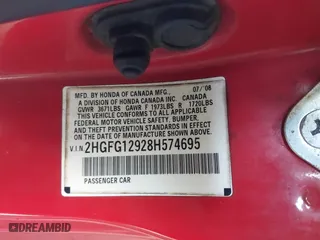 MFD. BY HONDA OF CANADA MFG., 07/'08
A DIVISION OF HONDA CANADA INC. CANADA
GVWR 3671LBS GAWR F 1973LBS R 1720LBS
THIS VEHICLE CONFORMS TO ALL APPLICABLE
FEDERAL MOTOR VEHICLE SAFETY, BUMPER,
AND THEFT PREVENTION STANDARDS IN EFFECT
ON THE DATE OF MANUFACTURE SHOWN ABOVE.
V.I.N. 2HGFG12928H574695
PASSENGER CAR
DREAMBID